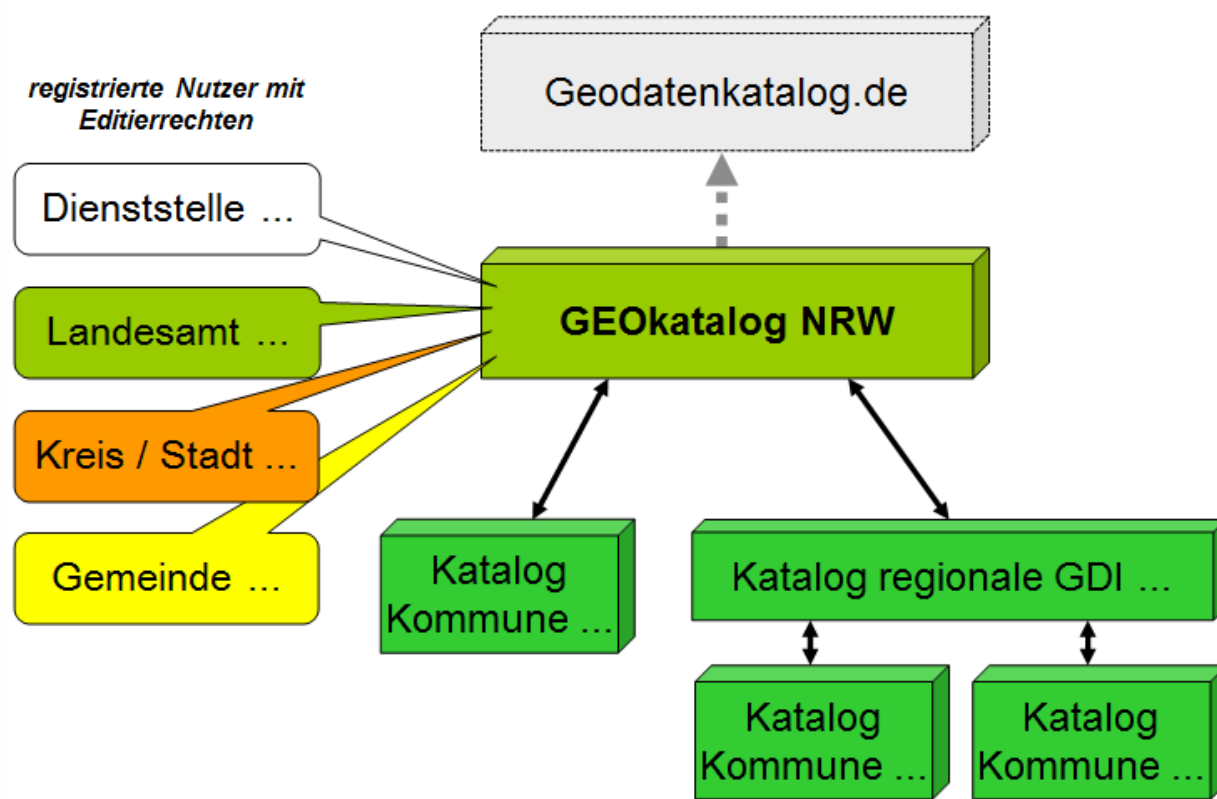 Geodatenkatalog.de
registrierte Nutzer mit
Editierrechten
Dienststelle ...
Landesamt ...
Kreis / Stadt ...
Gemeinde ...
GEOkatalog NRW
Katalog
Kommune ...
Katalog regionale GDI ...
Katalog
Kommune ...
Katalog
Kommune ...